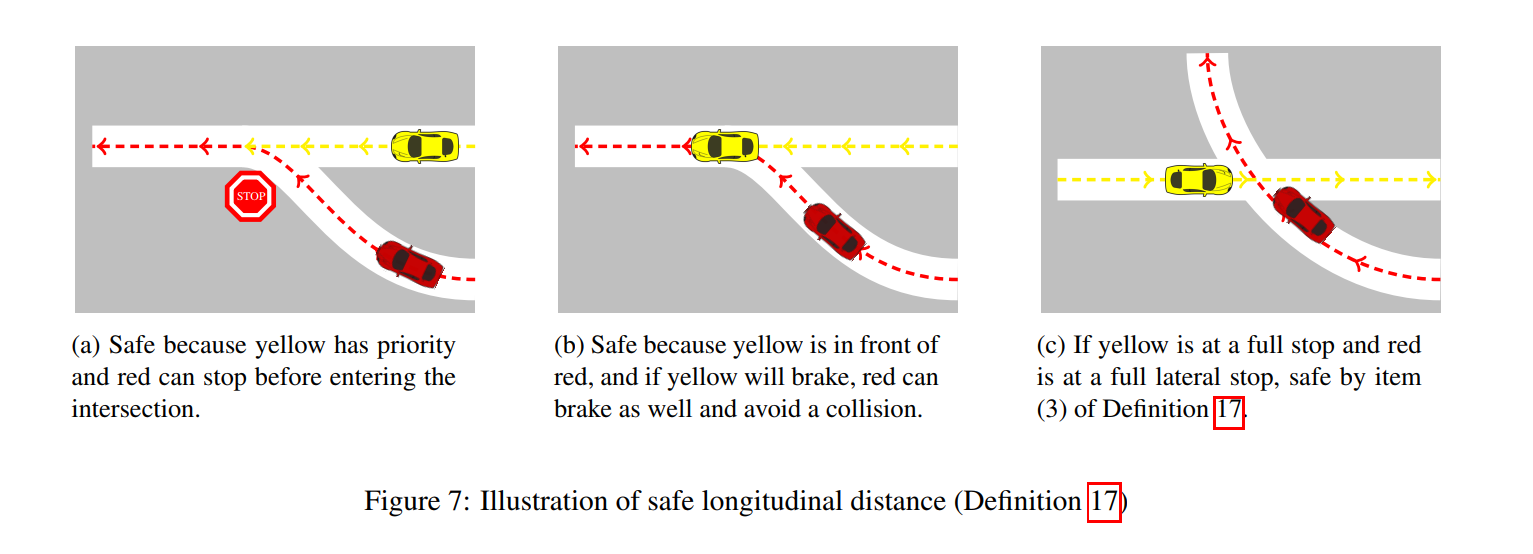 STOP
(a) Safe because yellow has priority
and red can stop before entering the
intersection.
(b) Safe because yellow is in front of
red, and if yellow will brake, red can
brake as well and avoid a collision.
(c) If yellow is at a full stop and red
is at a full lateral stop, safe by item
(3) of Definition 17.
Figure 7: Illustration of safe longitudinal distance (Definition 17)